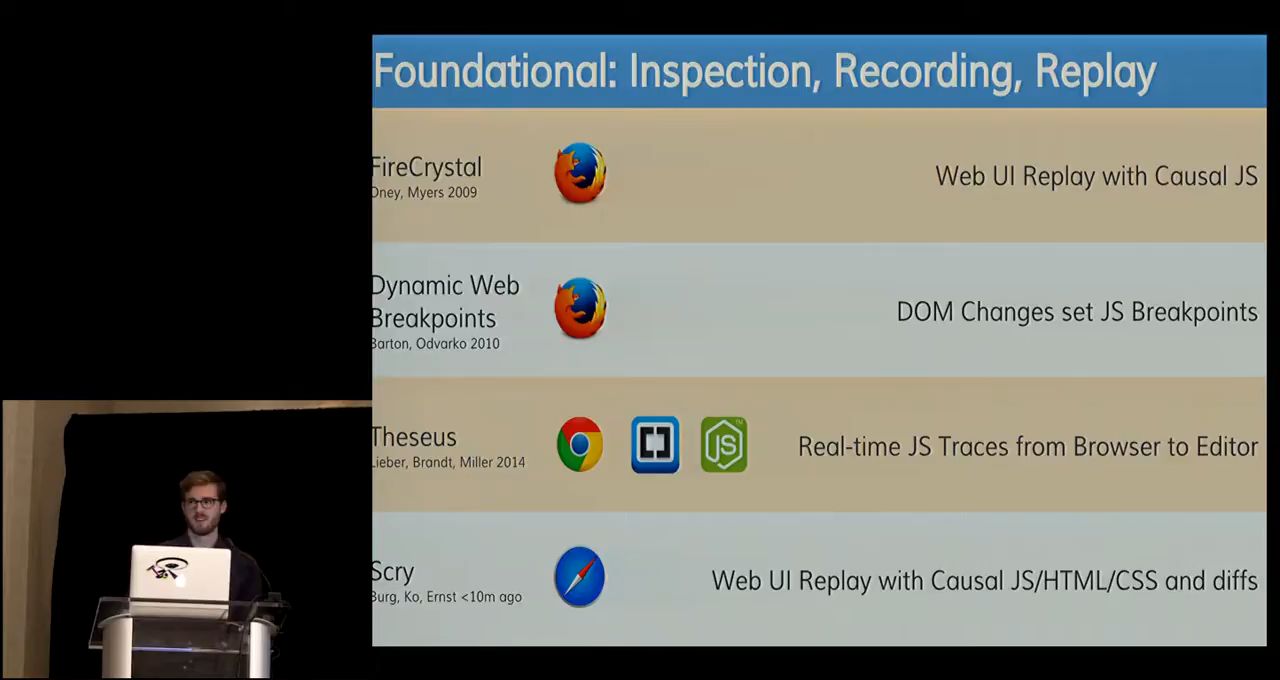 Foundational: Inspection, Recording, Replay
FireCrystal
Oney, Myers 2009
Web UI Replay with Causal JS
Dynamic Web
Breakpoints
Barton, Odvarko 2010
DOM Changes set JS Breakpoints
Theseus
Lieber, Brandt, Miller 2014
JS
Real-time JS Traces from Browser to Editor
Scry
Burg, Ko, Ernst <10m ago
Web UI Replay with Causal JS/HTML/CSS and diffs